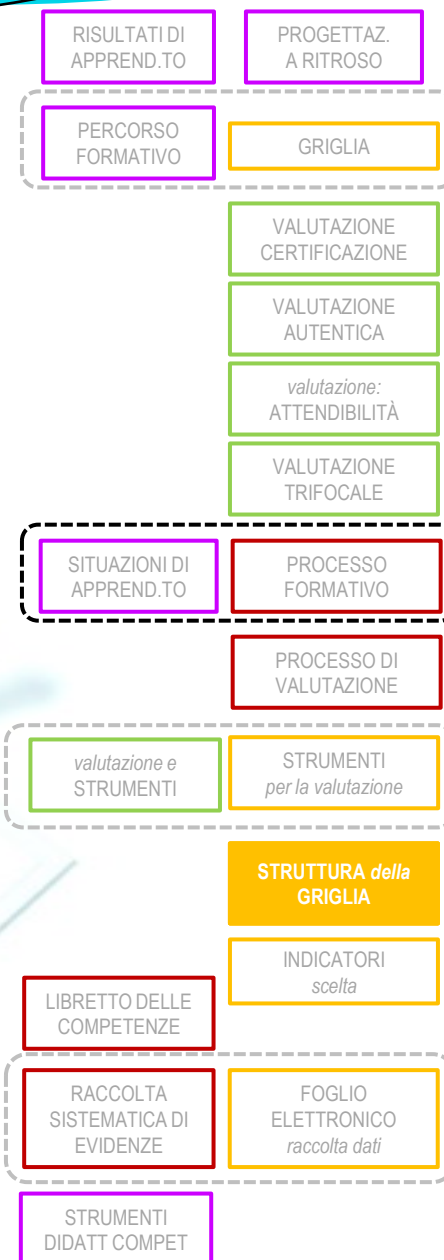 RISULTATI DI
APPREND.TO
PROGETTAZ.
A RITROSO
PERCORSO
FORMATIVO
GRIGLIA
VALUTAZIONE
CERTIFICAZIONE
VALUTAZIONE
AUTENTICA
valutazione:
ATTENDIBILITÀ
VALUTAZIONE
TRIFOCALE
SITUAZIONI DI
APPREND.TO
PROCESSO
FORMATIVO
PROCESSO DI
VALUTAZIONE
valutazione e
STRUMENTI
STRUMENTI
per la valutazione
STRUTTURA della
GRIGLIA
INDICATORI
scelta
LIBRETTO DELLE
COMPETENZE
RACCOLTA
SISTEMATICA DI
EVIDENZE
FOGLIO
ELETTRONICO
raccolta dati
STRUMENTI
DIDATT COMPET